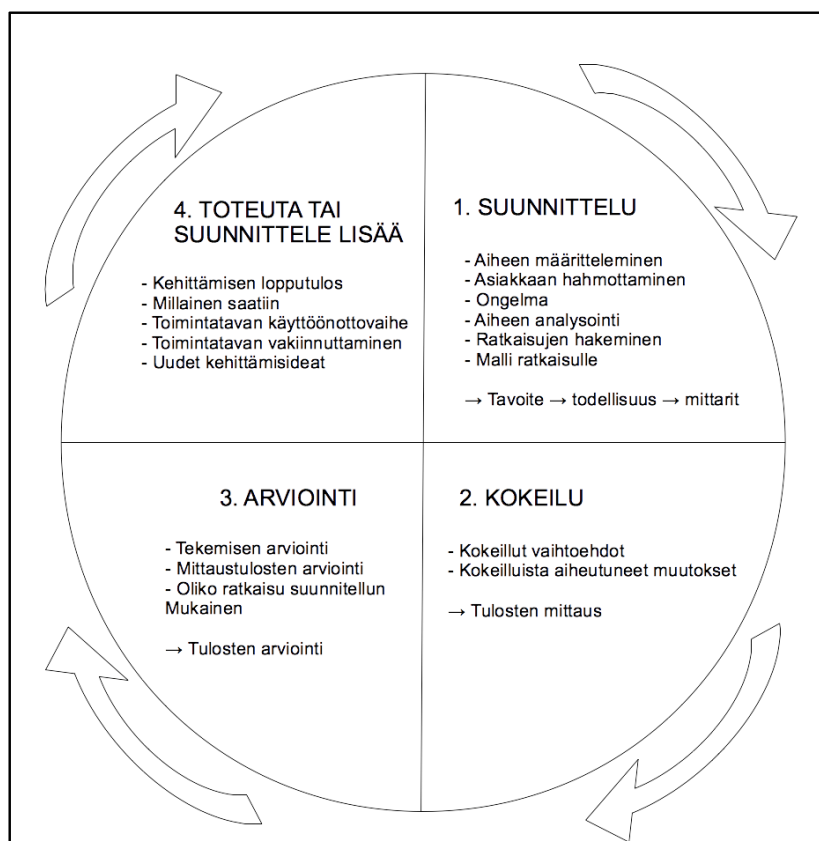 4. TOTEUTA TAI
SUUNNITTELE LISÄÄ
- Kehittämisen lopputulos
- Millainen saatiin
- Toimintatavan käyttöönottovaihe
- Toimintatavan vakiinnuttaminen
- Uudet kehittämisideat
1. SUUNNITTELU
- Aiheen määritteleminen
- Asiakkaan hahmottaminen
- Ongelma
- Aiheen analysointi
- Ratkaisujen hakeminen
- Malli ratkaisulle
→ Tavoite → todellisuus → mittarit
3. ARVIOINTI
- Tekemisen arviointi
- Mittaustulosten arviointi
- Oliko ratkaisu suunnitellun
Mukainen
→ Tulosten arviointi
2. KOKEILU
- Kokeillut vaihtoehdot
- Kokeilluista aiheutuneet muutokset
→ Tulosten mittaus